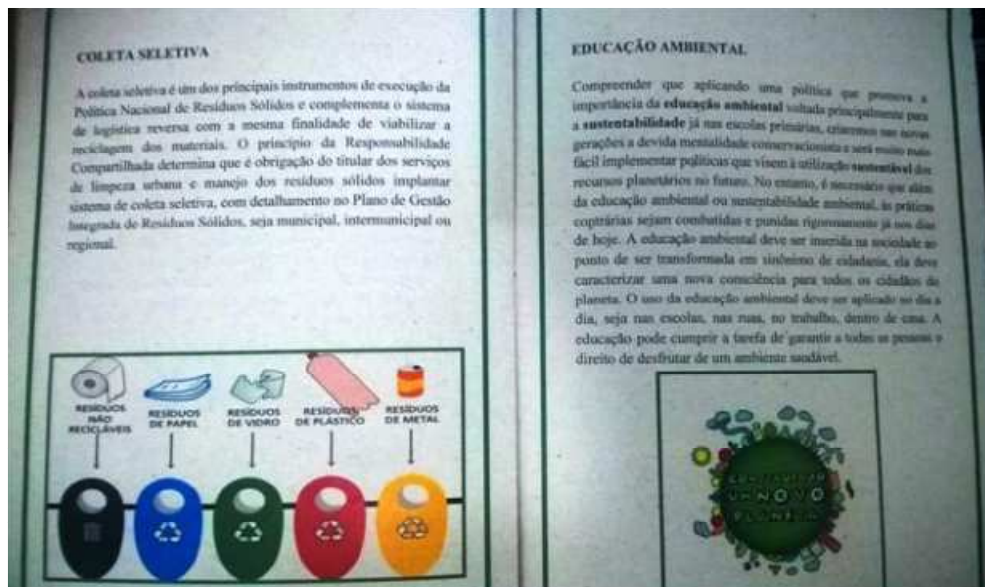 COLETA SELETIVA
A coleta seletiva é um dos principais instrumentos de execução da
Política Nacional de Resíduos Sólidos e complementa o sistema
de logística reversa com a mesma finalidade de viabilizar a
reciclagem dos materiais. O princípio da Responsabilidade
Compartilhada determina que é obrigação do titular dos serviços
de limpeza urbana e manejo dos resíduos sólidos implantar
sistema de coleta seletiva, com detalhamento no Plano de Gestão
Integrada de Resíduos Sólidos, seja municipal, intermunicipal ou
regional.
RESÍDUOS NÃO RECICLÁVEIS
RESÍDUOS DE PAPEL
RESÍDUOS DE VIDRO
RESÍDUOS DE PLÁSTICO
RESÍDUOS DE METAL
EDUCAÇÃO AMBIENTAL
Compreender que aplicando uma política que promova a
importância da educação ambiental voltada principalmente para
a sustentabilidade já nas escolas primárias, criaremos nas novas
gerações a devida mentalidade conservacionista e será muito mais
fácil implementar políticas que visem à utilização sustentável dos
recursos planetários no futuro. No entanto, é necessário que além
da educação ambiental ou sustentabilidade ambiental, as práticas
contrárias sejam combatidas e punidas rigorosamente já nos dias
de hoje. A educação ambiental deve ser inserida na sociedade ao
ponto de ser transformada em sinônimo de cidadania, ela deve
caracterizar uma nova consciência para todos os cidadãos do
planeta. O uso da educação ambiental deve ser aplicado no dia a
dia, seja nas escolas, nas ruas, no trabalho, dentro de casa. A
educação pode cumprir a tarefa de garantir a todas as pessoas o
direito de desfrutar de um ambiente saudável.
UM NOVO
PLANETA